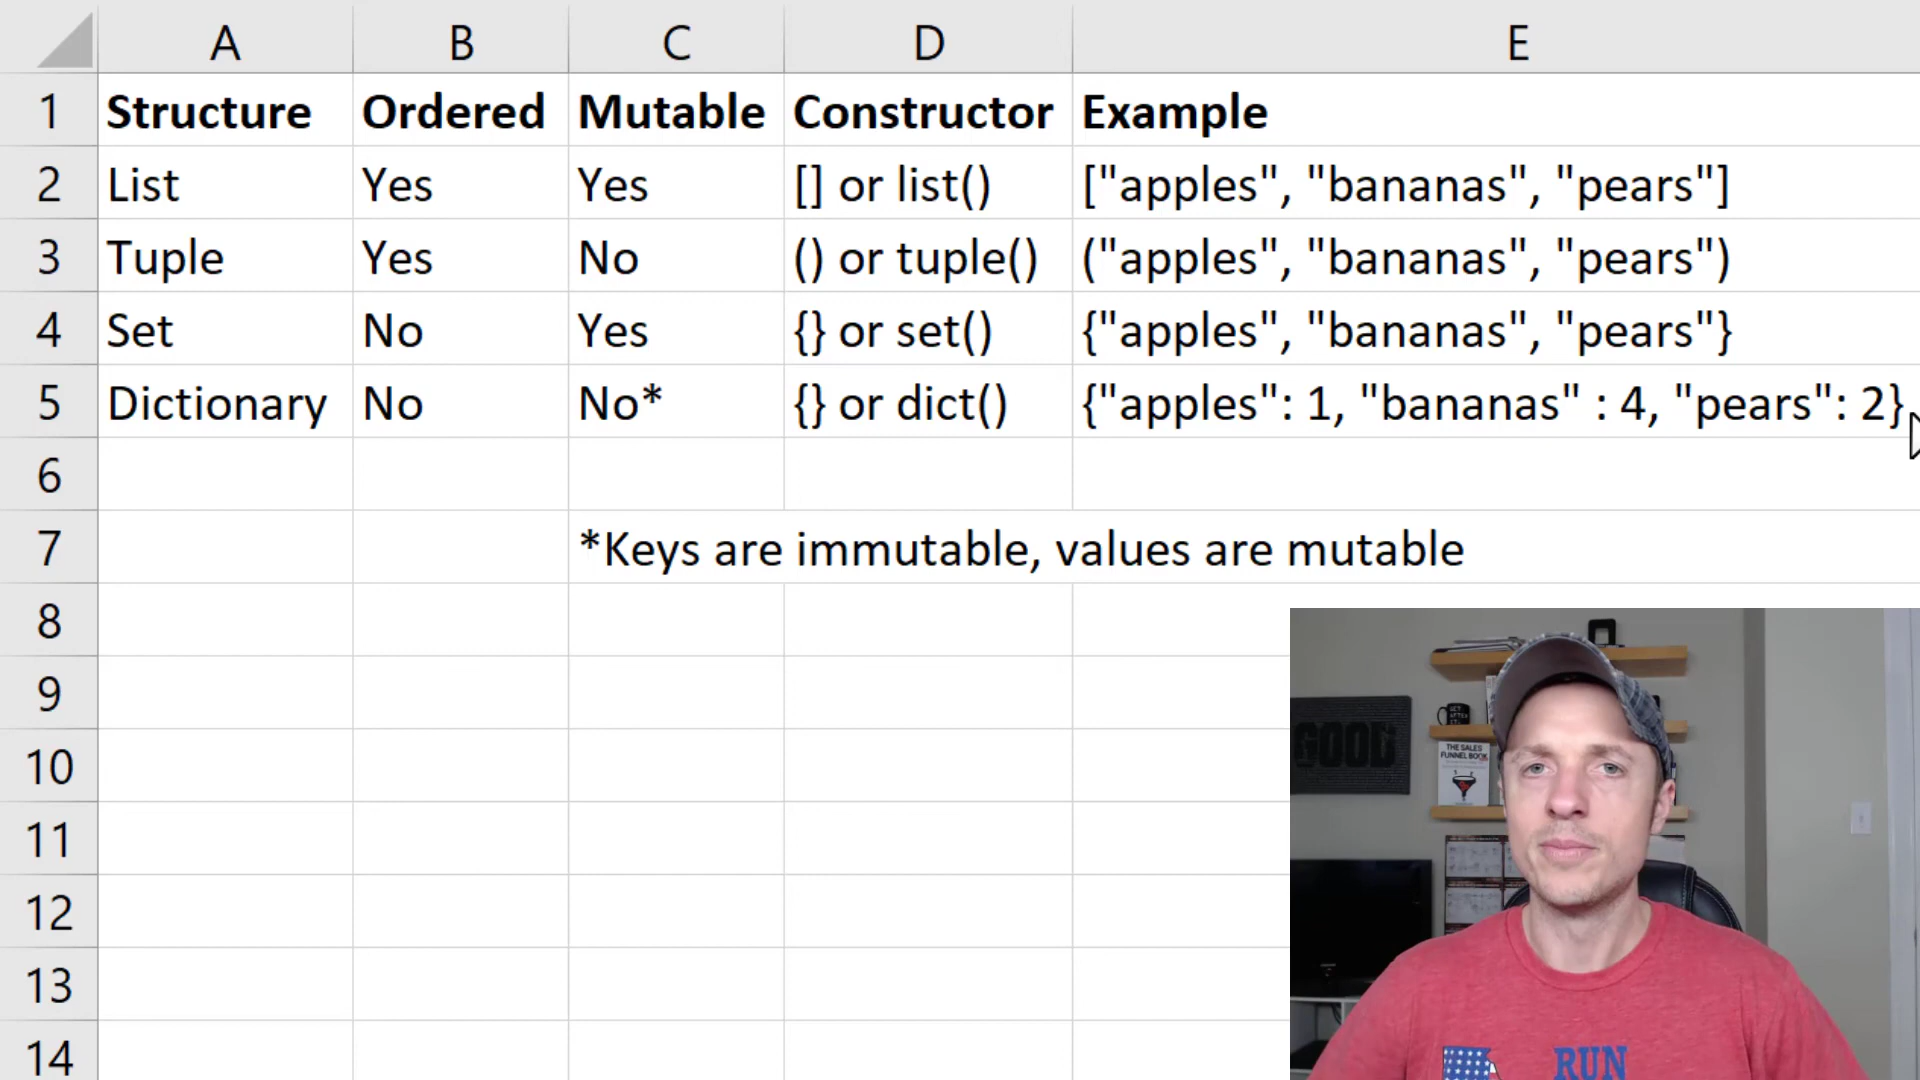 A B C D E
1 Structure Ordered Mutable Constructor Example
2 List Yes Yes [] or list() ["apples", "bananas", "pears"]
3 Tuple Yes No () or tuple() ("apples", "bananas", "pears")
4 Set No Yes {} or set() {"apples", "bananas", "pears"}
5 Dictionary No No* {} or dict() {"apples": 1, "bananas" : 4, "pears": 2}
6
7 *Keys are immutable, values are mutable
8
9
10
11
12
13
14
GET AFTER IT.
GOOD
THE SALES
FUNNEL BOOK
RUN